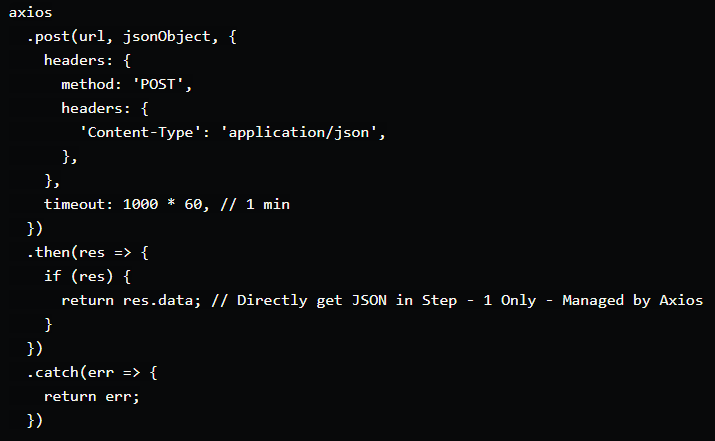 axios
  .post(url, jsonObject, {
    headers: {
      method: 'POST',
      headers: {
        'Content-Type': 'application/json',
      },
    },
    timeout: 1000 * 60, // 1 min
  })
  .then(res => {
    if (res) {
      return res.data; // Directly get JSON in Step - 1 Only - Managed by Axios
    }
  })
  .catch(err => {
    return err;
  })